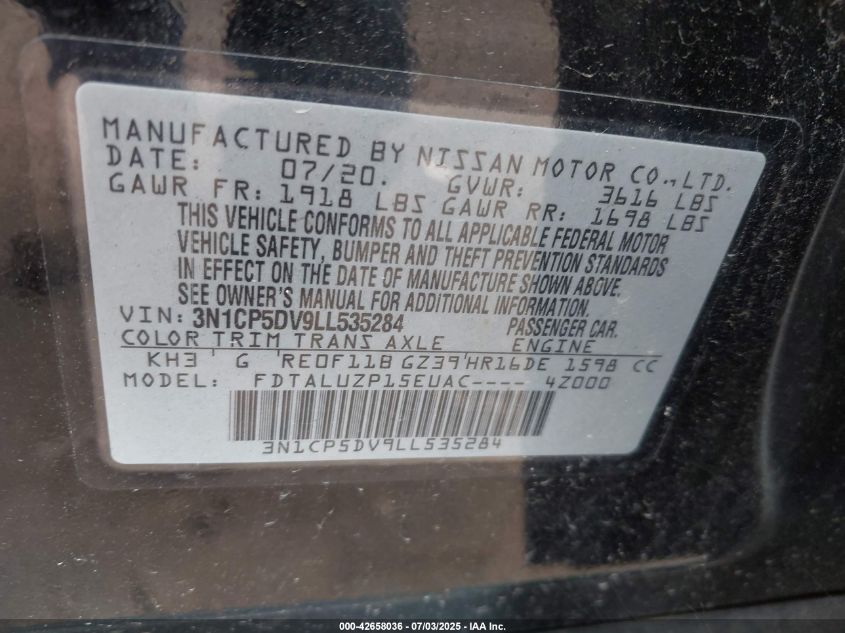 MANUFACTURED BY NISSAN MOTOR CO.,LTD.
DATE: 07/20. GVWR: 3616 LBS
GAWR FR: 1918 LBS GAWR RR: 1698 LBS
THIS VEHICLE CONFORMS TO ALL APPLICABLE FEDERAL MOTOR
VEHICLE SAFETY, BUMPER AND THEFT PREVENTION STANDARDS
IN EFFECT ON THE DATE OF MANUFACTURE SHOWN ABOVE.
SEE OWNER'S MANUAL FOR ADDITIONAL INFORMATION.
VIN: 3N1CP5DV9LL535284 PASSENGER CAR.
COLOR TRIM TRANS AXLE ENGINE
KH3 ' G ' RE0F11B GZ39'HR16DE 1598 CC
MODEL: FDTALUZP15EUAC---- 4Z000
3N1CP5DV9LL535284
000-42658036 | 07/03/2025 - IAA Inc.